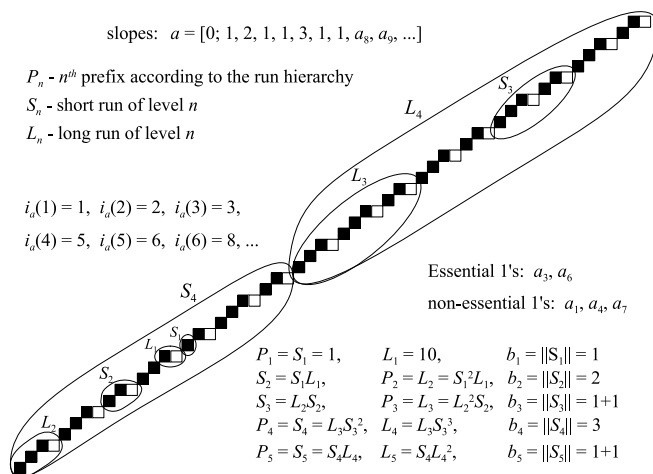 slopes: a = [0; 1, 2, 1, 1, 3, 1, 1, a₈, a₉, ...]
Pₙ - nᵗʰ prefix according to the run hierarchy
Sₙ - short run of level n
Lₙ - long run of level n
S₃
L₄
L₃
iₐ(1) = 1, iₐ(2) = 2, iₐ(3) = 3,
iₐ(4) = 5, iₐ(5) = 6, iₐ(6) = 8, ...
Essential 1's: a₃, a₆
non-essential 1's: a₁, a₄, a₇
S₄
S₁
L₁
S₂
L₂
P₁ = S₁ = 1, L₁ = 10, b₁ = ||S₁|| = 1
S₂ = S₁L₁, P₂ = L₂ = S₁²L₁, b₂ = ||S₂|| = 2
S₃ = L₂S₂, P₃ = L₃ = L₂²S₂, b₃ = ||S₃|| = 1+1
P₄ = S₄ = L₃S₃², L₄ = L₃S₃³, b₄ = ||S₄|| = 3
P₅ = S₅ = S₄L₄, L₅ = S₄L₄², b₅ = ||S₅|| = 1+1